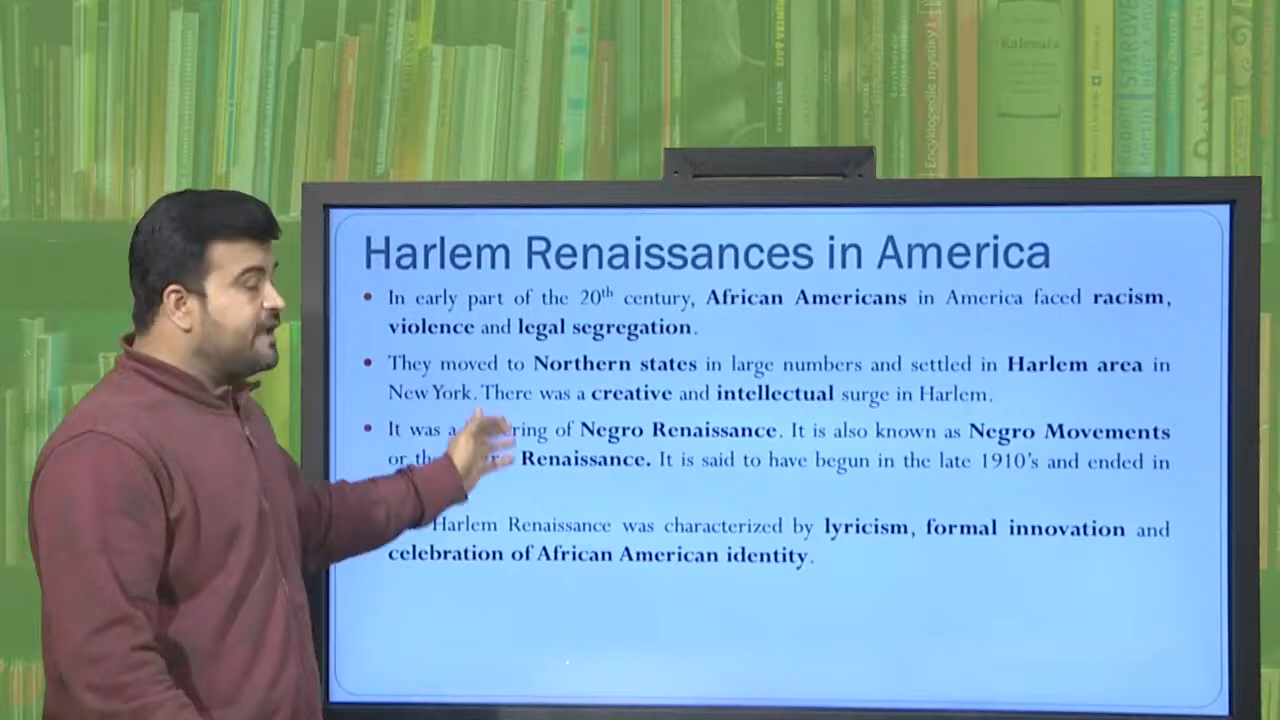 Kalevala
Encyklopedie mystiky I
Harlem Renaissances in America
• In early part of the 20th century, African Americans in America faced racism,
violence and legal segregation.
• They moved to Northern states in large numbers and settled in Harlem area in
New York. There was a creative and intellectual surge in Harlem.
• It was a ring of Negro Renaissance. It is also known as Negro Movements
or the Renaissance. It is said to have begun in the late 1910's and ended in
Harlem Renaissance was characterized by lyricism, formal innovation and
celebration of African American identity.